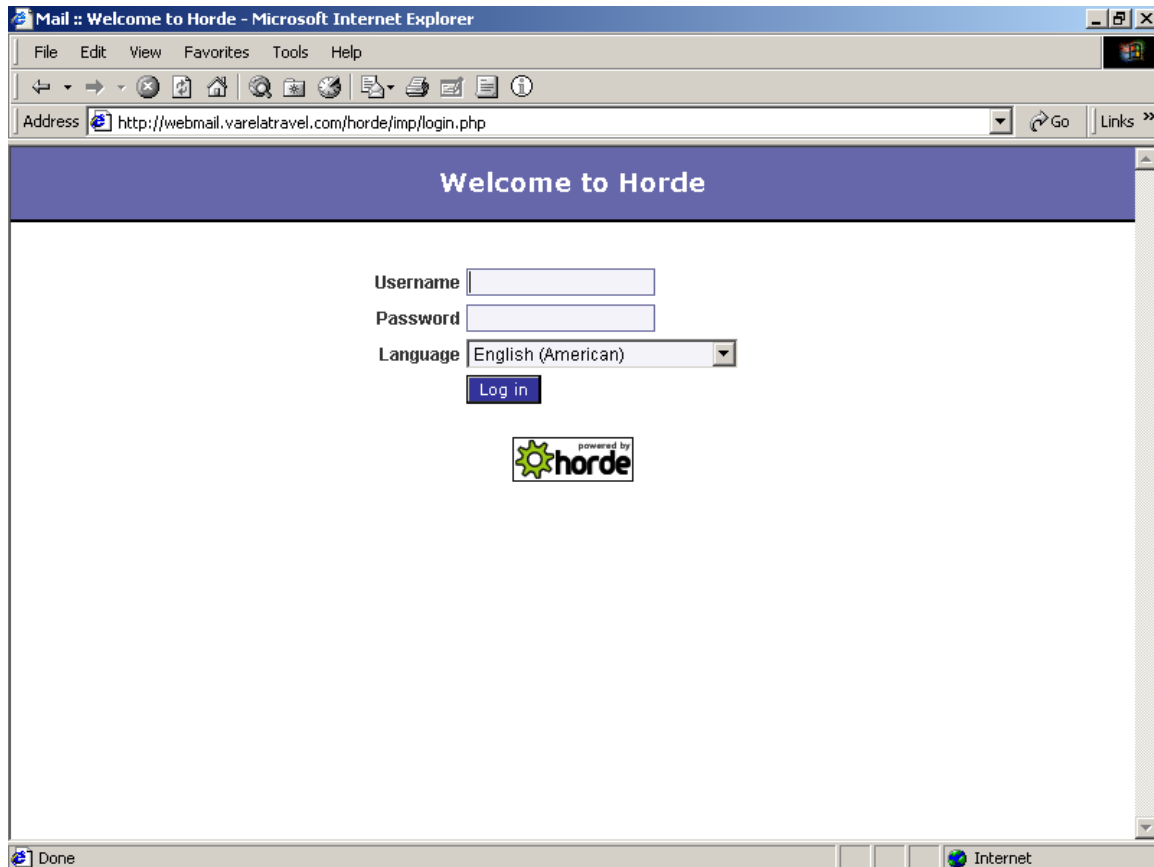 Mail :: Welcome to Horde - Microsoft Internet Explorer
File Edit View Favorites Tools Help
Address http://webmail.varelatravel.com/horde/imp/login.php Go Links »
Welcome to Horde
Username
Password
Language English (American)
Log in
powered by
horde
Done Internet